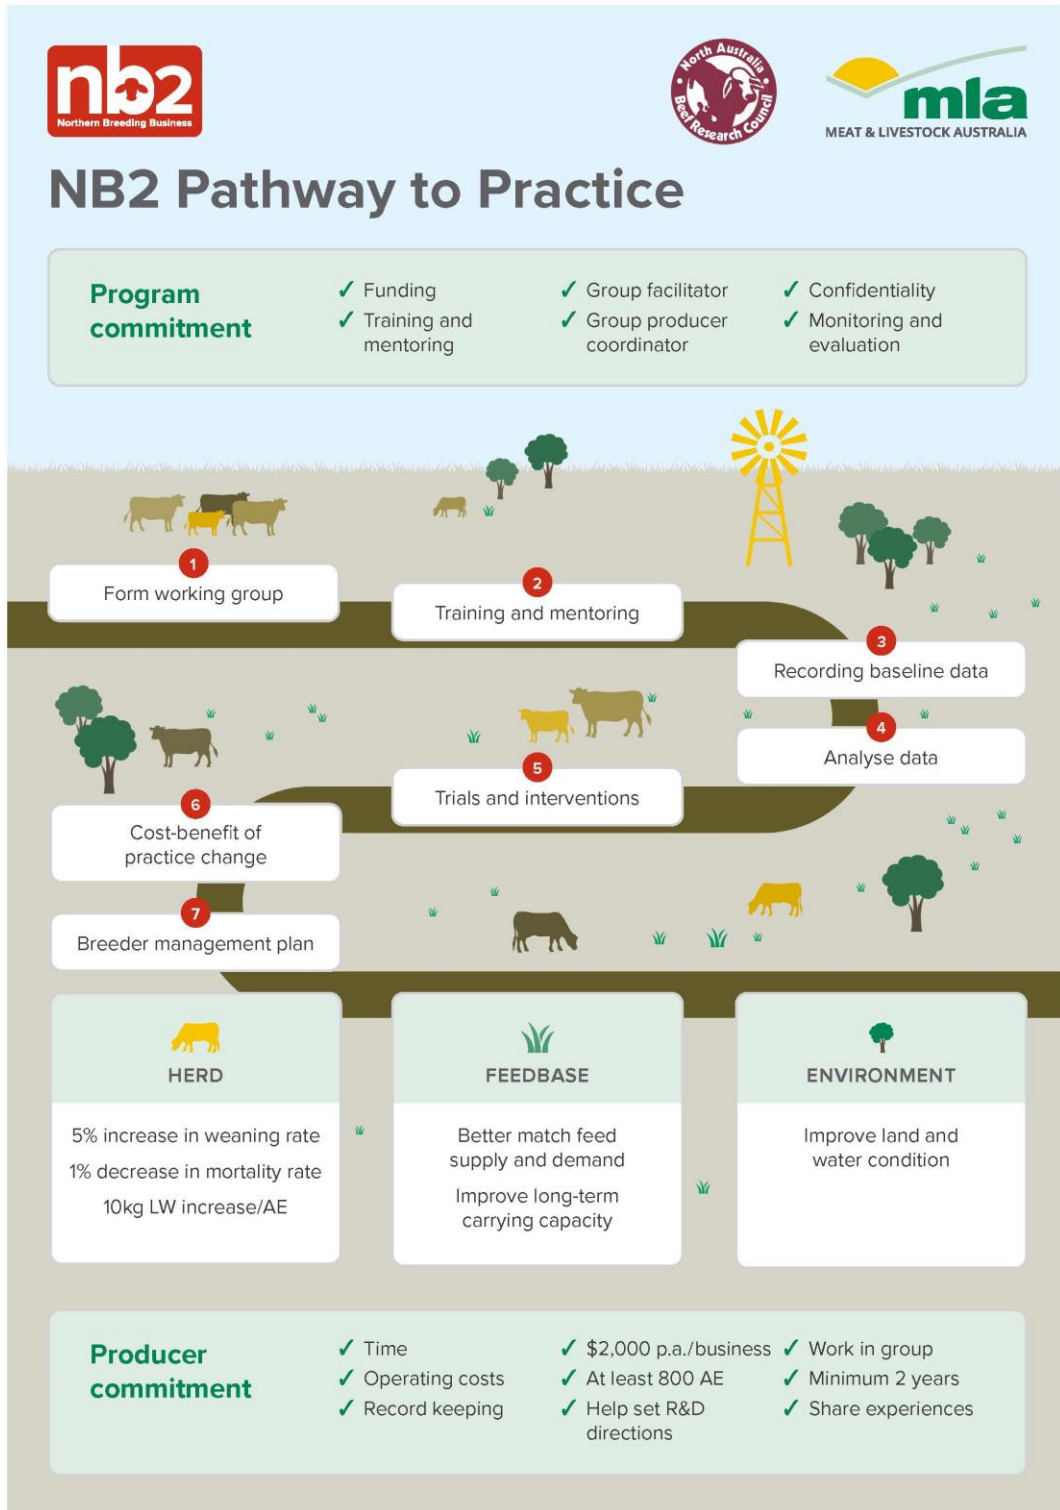 nb2
Northern Breeding Business
North Australia
Beef Research Council
mla
MEAT & LIVESTOCK AUSTRALIA
NB2 Pathway to Practice
Program
commitment
✓ Funding
✓ Training and
mentoring
✓ Group facilitator
✓ Group producer
coordinator
✓ Confidentiality
✓ Monitoring and
evaluation
1
Form working group
2
Training and mentoring
3
Recording baseline data
4
Analyse data
5
Trials and interventions
6
Cost-benefit of
practice change
7
Breeder management plan
HERD
5% increase in weaning rate
1% decrease in mortality rate
10kg LW increase/AE
FEEDBASE
Better match feed
supply and demand
Improve long-term
carrying capacity
ENVIRONMENT
Improve land and
water condition
Producer
commitment
✓ Time
✓ Operating costs
✓ Record keeping
✓ $2,000 p.a./business
✓ At least 800 AE
✓ Help set R&D
directions
✓ Work in group
✓ Minimum 2 years
✓ Share experiences